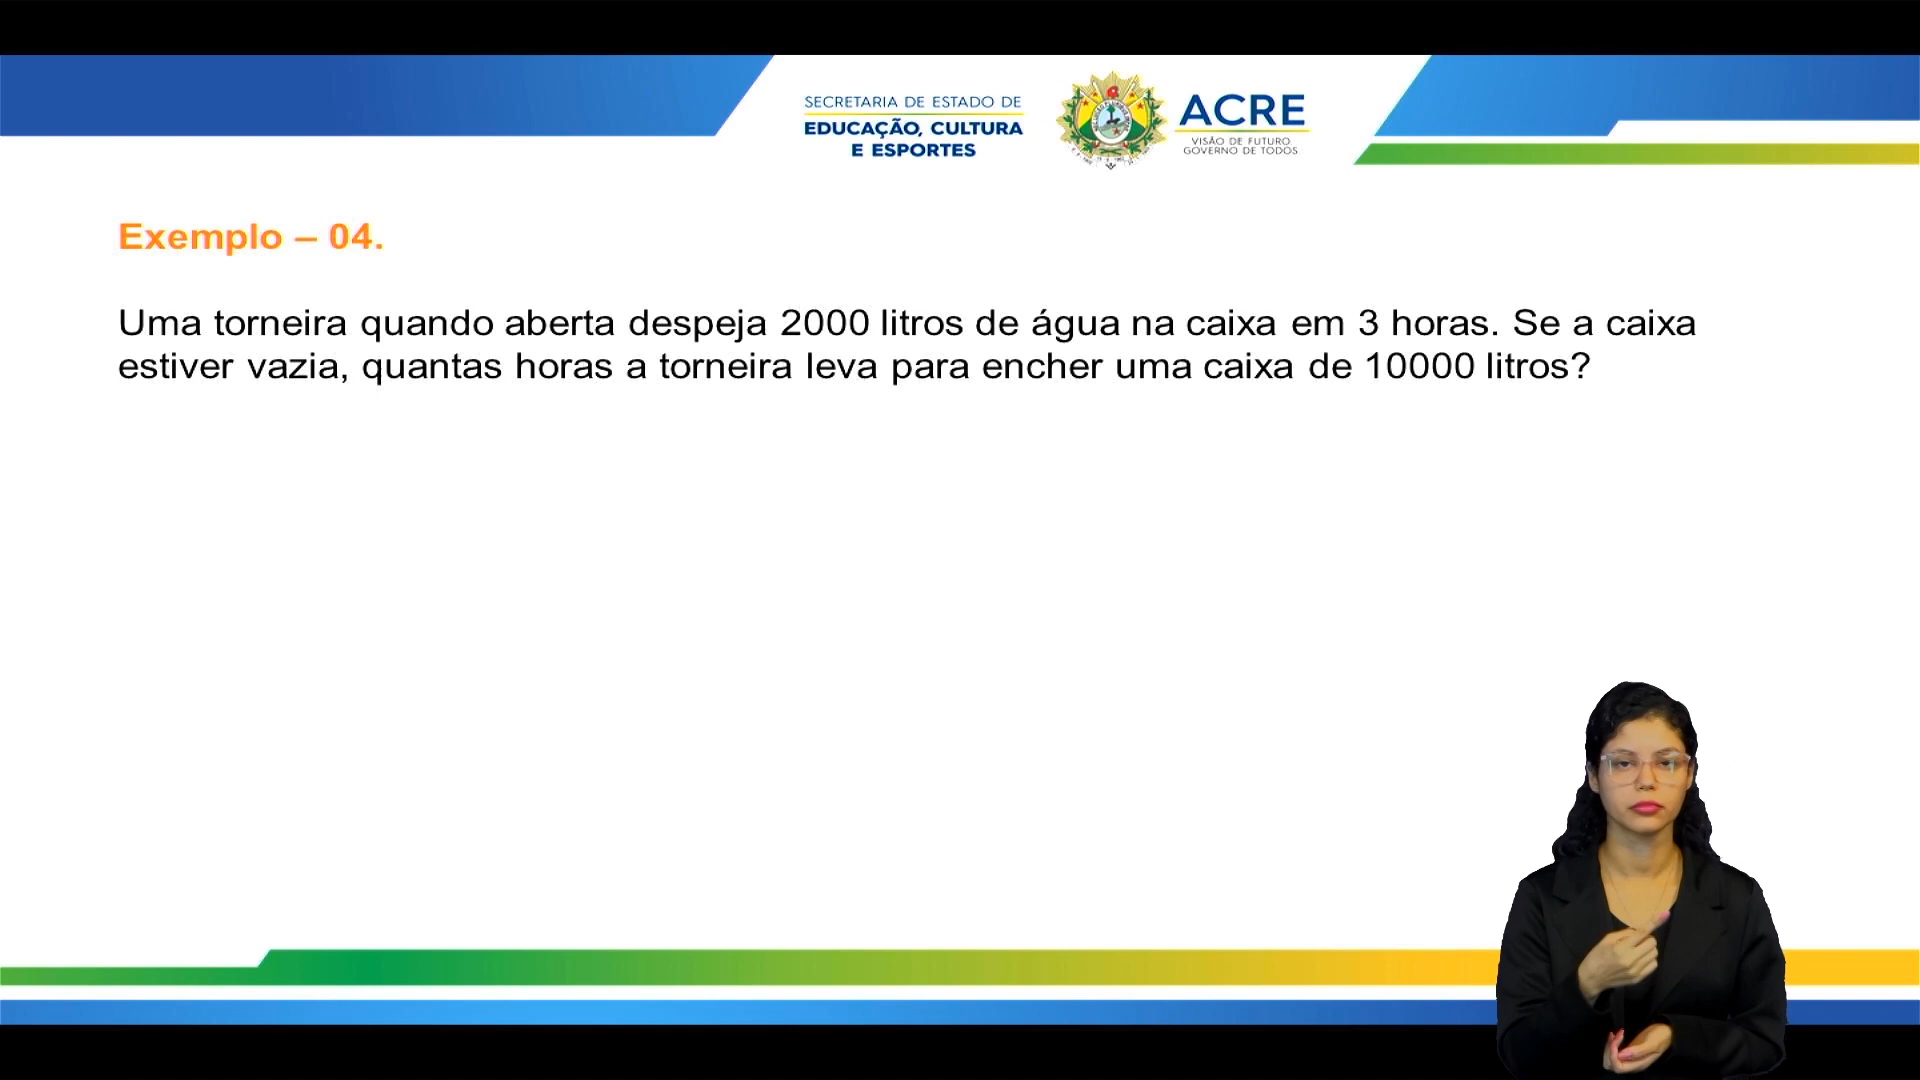 SECRETARIA DE ESTADO DE
EDUCAÇÃO, CULTURA
E ESPORTES
ACRE
VISÃO DE FUTURO
GOVERNO DE TODOS
Exemplo – 04.
Uma torneira quando aberta despeja 2000 litros de água na caixa em 3 horas. Se a caixa
estiver vazia, quantas horas a torneira leva para encher uma caixa de 10000 litros?